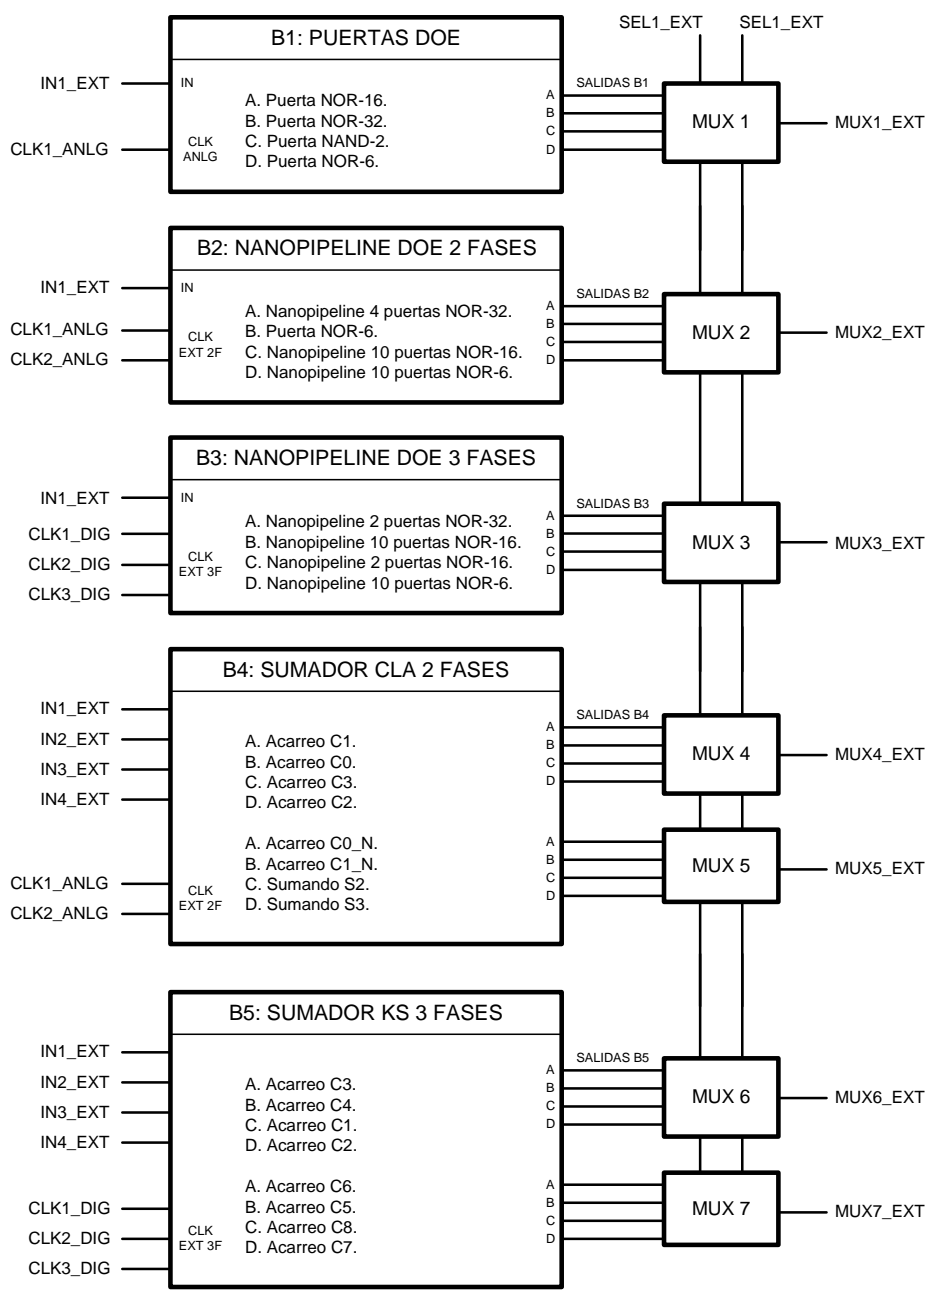 SEL1_EXT SEL1_EXT
B1: PUERTAS DOE
IN1_EXT
IN
CLK1_ANLG
CLK
ANLG
A. Puerta NOR-16.
B. Puerta NOR-32.
C. Puerta NAND-2.
D. Puerta NOR-6.
SALIDAS B1
A
B
C
D
MUX 1
MUX1_EXT
B2: NANOPIPELINE DOE 2 FASES
IN1_EXT
IN
CLK1_ANLG
CLK2_ANLG
CLK
EXT 2F
A. Nanopipeline 4 puertas NOR-32.
B. Puerta NOR-6.
C. Nanopipeline 10 puertas NOR-16.
D. Nanopipeline 10 puertas NOR-6.
SALIDAS B2
A
B
C
D
MUX 2
MUX2_EXT
B3: NANOPIPELINE DOE 3 FASES
IN1_EXT
IN
CLK1_DIG
CLK2_DIG
CLK3_DIG
CLK
EXT 3F
A. Nanopipeline 2 puertas NOR-32.
B. Nanopipeline 10 puertas NOR-16.
C. Nanopipeline 2 puertas NOR-16.
D. Nanopipeline 10 puertas NOR-6.
SALIDAS B3
A
B
C
D
MUX 3
MUX3_EXT
B4: SUMADOR CLA 2 FASES
IN1_EXT
IN2_EXT
IN3_EXT
IN4_EXT
CLK1_ANLG
CLK2_ANLG
CLK
EXT 2F
A. Acarreo C1.
B. Acarreo C0.
C. Acarreo C3.
D. Acarreo C2.
A. Acarreo C0_N.
B. Acarreo C1_N.
C. Sumando S2.
D. Sumando S3.
SALIDAS B4
A
B
C
D
MUX 4
MUX4_EXT
A
B
C
D
MUX 5
MUX5_EXT
B5: SUMADOR KS 3 FASES
IN1_EXT
IN2_EXT
IN3_EXT
IN4_EXT
CLK1_DIG
CLK2_DIG
CLK3_DIG
CLK
EXT 3F
A. Acarreo C3.
B. Acarreo C4.
C. Acarreo C1.
D. Acarreo C2.
A. Acarreo C6.
B. Acarreo C5.
C. Acarreo C8.
D. Acarreo C7.
SALIDAS B5
A
B
C
D
MUX 6
MUX6_EXT
A
B
C
D
MUX 7
MUX7_EXT